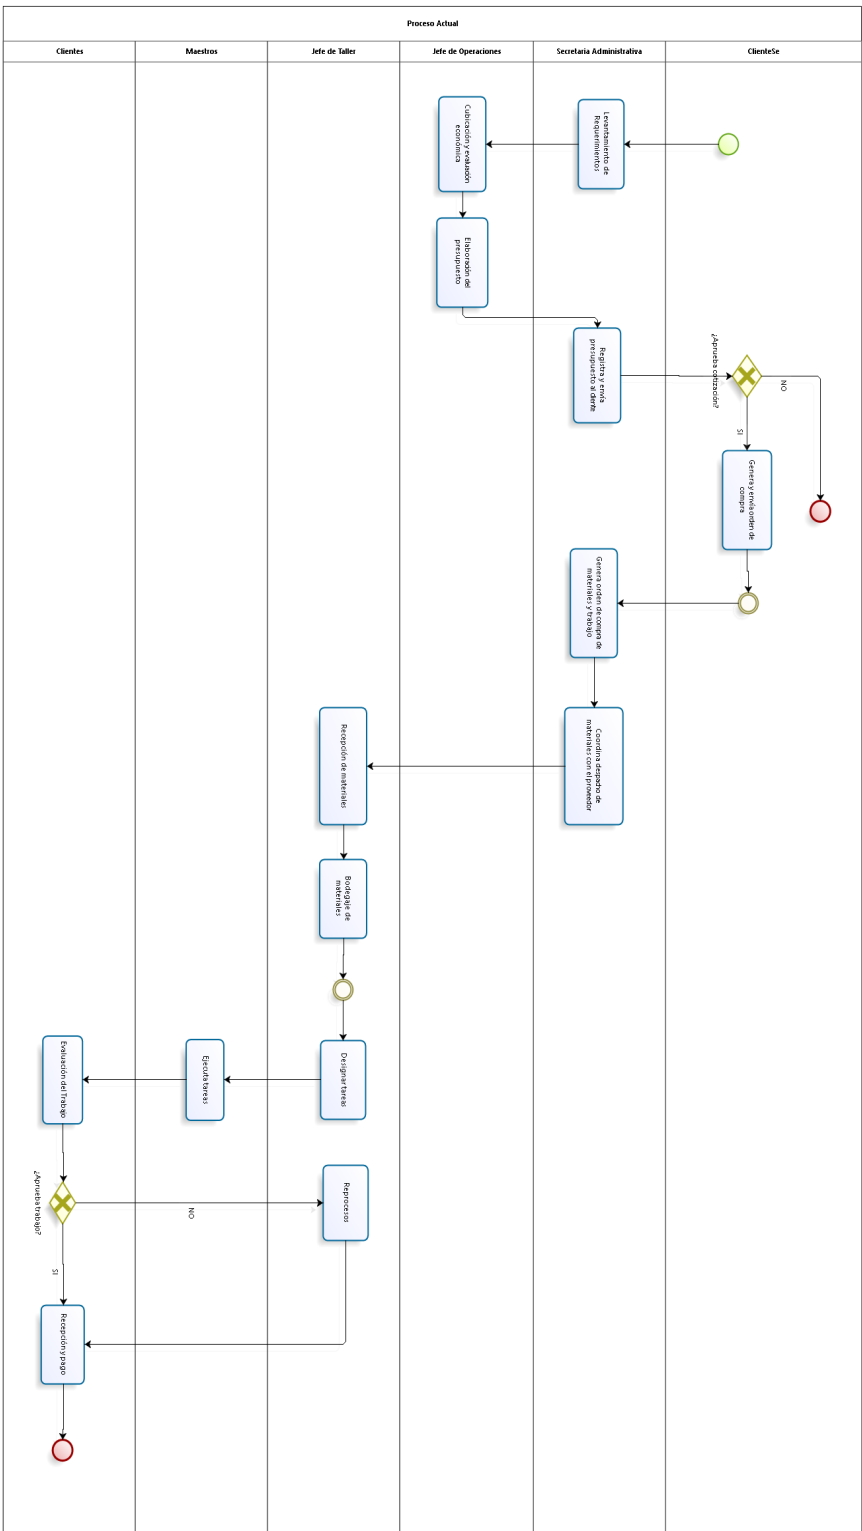 Proceso Actual
Clientes
Maestros
Jefe de Taller
Jefe de Operaciones
Secretaria Administrativa
ClienteSe
Levantamiento de
Requerimientos
Cubicación y evaluación
económica
Elaboración del
presupuesto
Registra y envía
presupuesto al cliente
¿Aprueba cotización?
NO
SI
Genera y envía orden de
compra
Genera orden de compra de
materiales y trabajo
Coordina despacho de
materiales con el proveedor
Recepción de materiales
Bodegaje de
materiales
Designar tareas
Ejecuta tareas
Evaluación del Trabajo
¿Aprueba trabajo?
NO
SI
Reprocesos
Recepción y pago